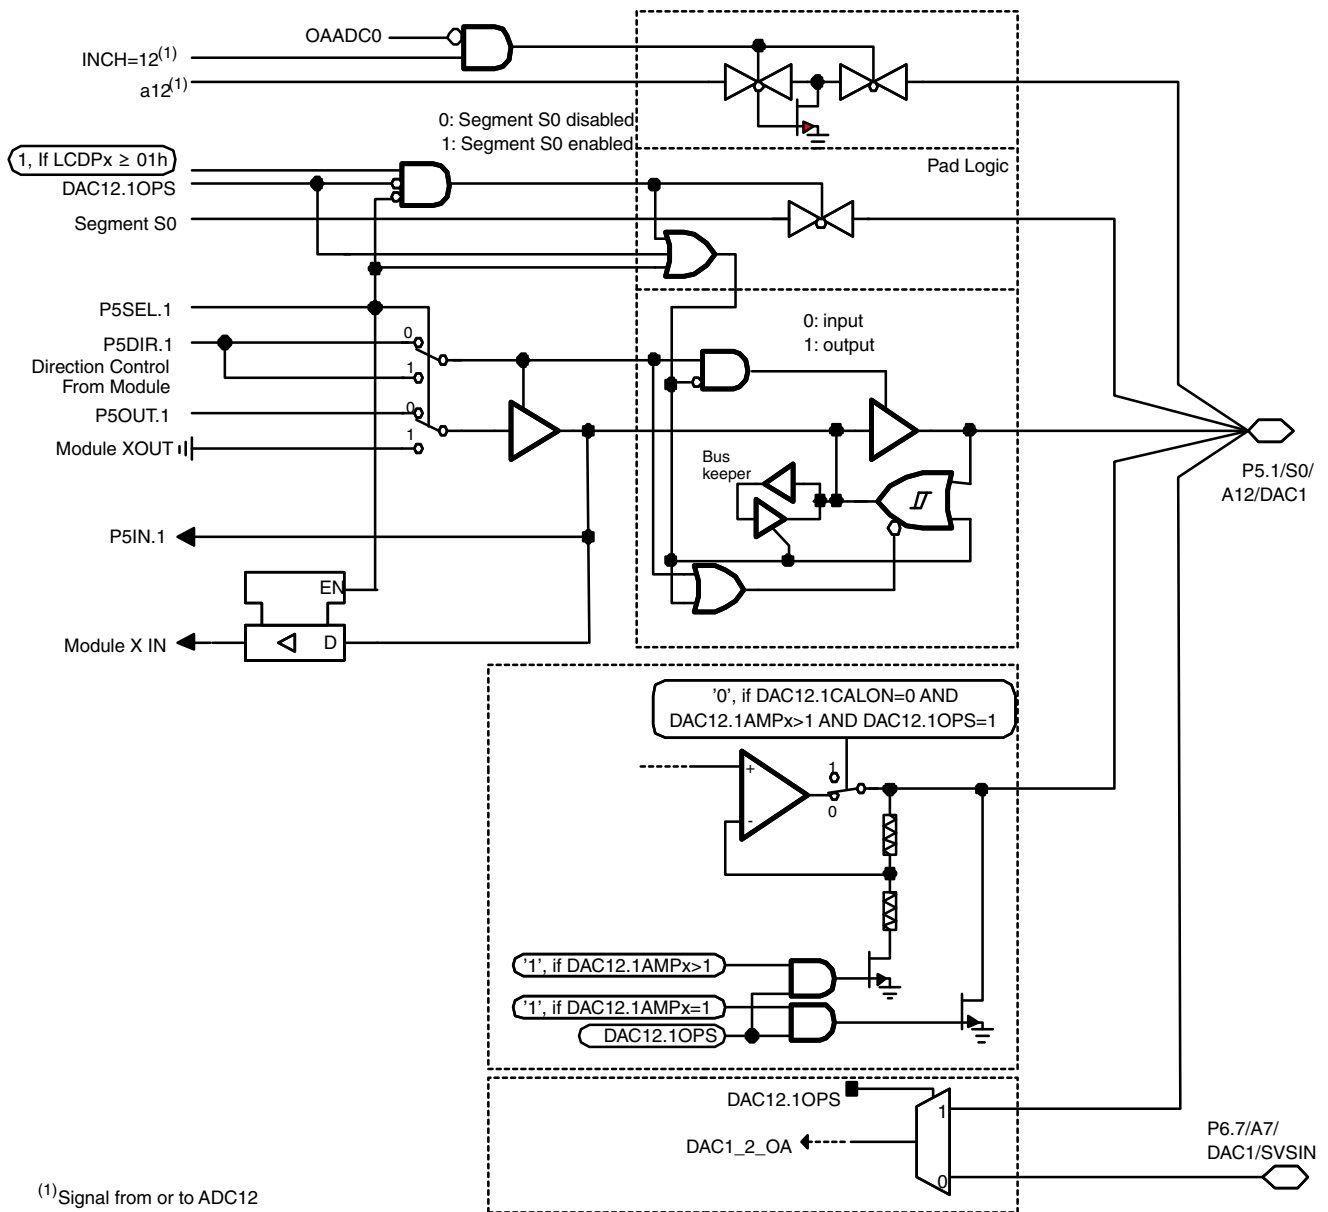 OAADC0
INCH=12(1)
a12(1)
0: Segment S0 disabled
1: Segment S0 enabled
1, If LCDPx ≥ 01h
Pad Logic
DAC12.1OPS
Segment S0
P5SEL.1
0: input
1: output
P5DIR.1
0
Direction Control
From Module
1
P5OUT.1
0
Module XOUT
1
Bus
keeper
P5.1/S0/
A12/DAC1
P5IN.1
EN
Module X IN
D
'0', if DAC12.1CALON=0 AND
DAC12.1AMPx>1 AND DAC12.1OPS=1
+
1
0
-
'1', if DAC12.1AMPx>1
'1', if DAC12.1AMPx=1
DAC12.1OPS
DAC12.1OPS
1
DAC1_2_OA
0
P6.7/A7/
DAC1/SVSIN
(1)Signal from or to ADC12